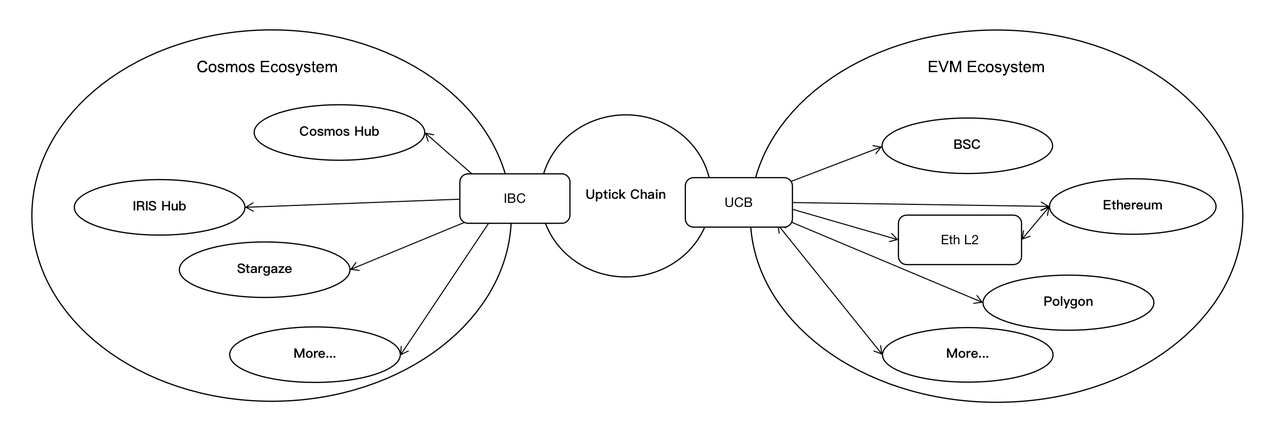 Cosmos Ecosystem
Cosmos Hub
IRIS Hub
Stargaze
More...
IBC
Uptick Chain
UCB
EVM Ecosystem
BSC
Ethereum
Eth L2
Polygon
More...